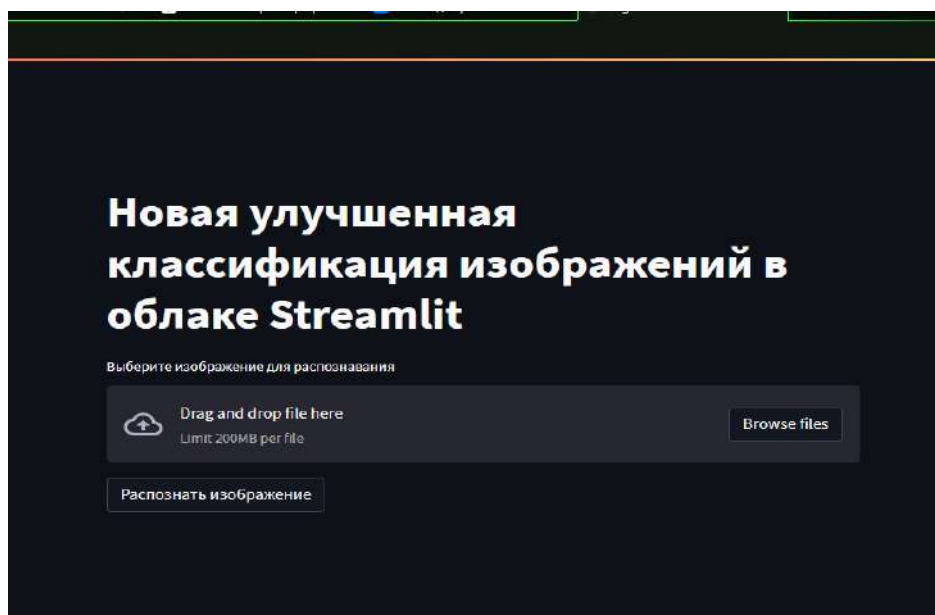 Новая улучшенная
классификация изображений в
облаке Streamlit
Выберите изображение для распознавания
Drag and drop file here
Limit 200MB per file
Browse files
Распознать изображение